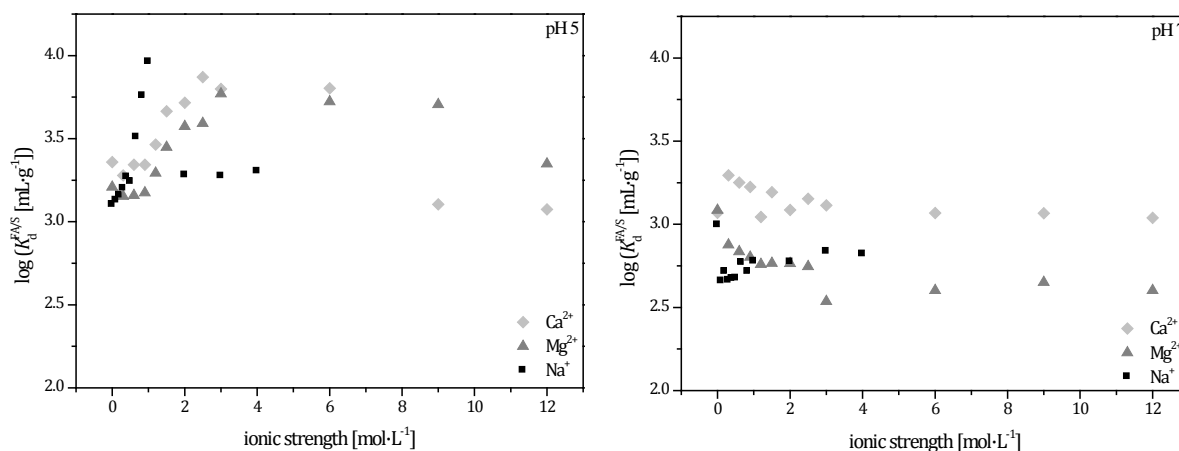 pH 5
4.0
3.5
3.0
2.5
2.0
log (K_d^FA/S [mL·g⁻¹])
Ca²⁺
Mg²⁺
Na⁺
0 2 4 6 8 10 12
ionic strength [mol·L⁻¹]
pH
4.0
3.5
3.0
2.5
2.0
log (K_d^FA/S [mL·g⁻¹])
Ca²⁺
Mg²⁺
Na⁺
0 2 4 6 8 10 12
ionic strength [mol·L⁻¹]